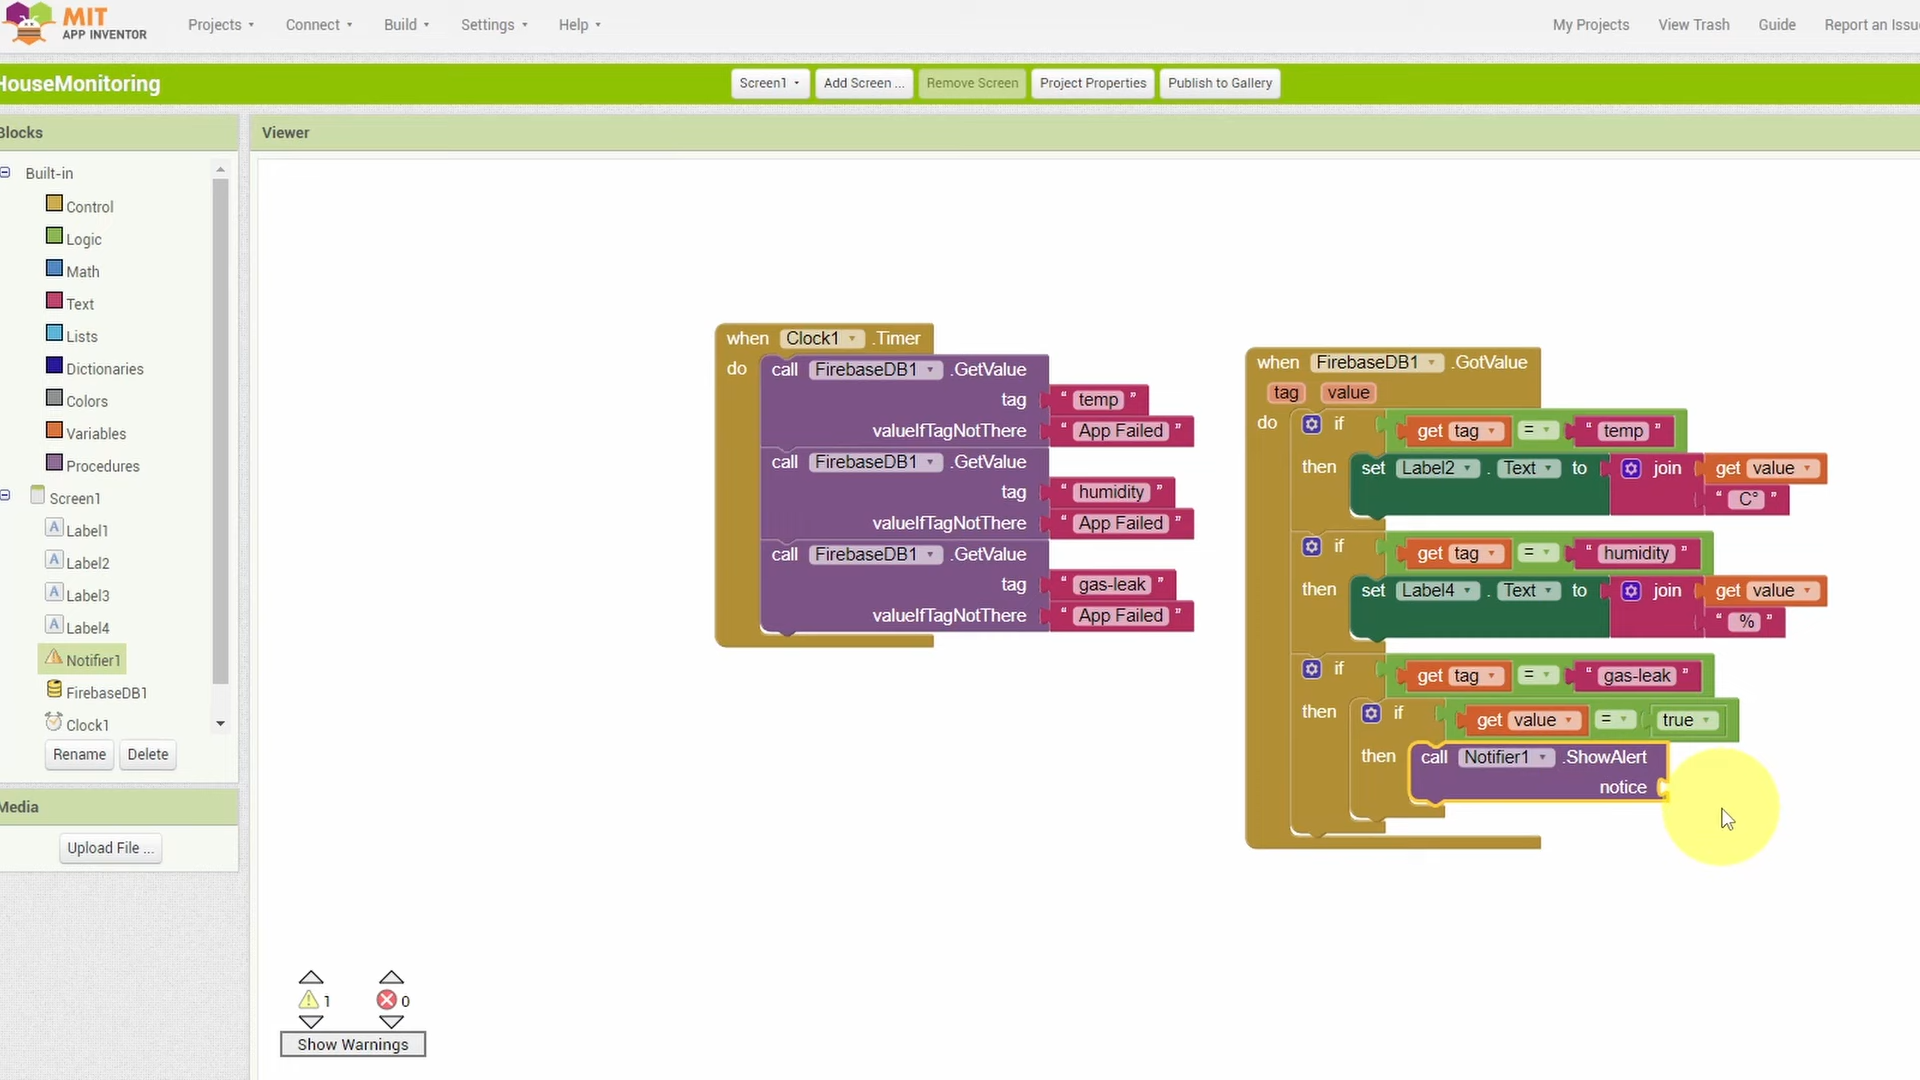 MIT
APP INVENTOR
Projects
Connect
Build
Settings
Help
My Projects
View Trash
Guide
Report an Issu
HouseMonitoring
Screen1
Add Screen ...
Remove Screen
Project Properties
Publish to Gallery
Blocks
Viewer
Built-in
Control
Logic
Math
Text
Lists
Dictionaries
Colors
Variables
Procedures
Screen1
Label1
Label2
Label3
Label4
Notifier1
FirebaseDB1
Clock1
Rename
Delete
Media
Upload File ...
when Clock1 .Timer
do call FirebaseDB1 .GetValue
tag “ temp ”
valueIfTagNotThere “ App Failed ”
call FirebaseDB1 .GetValue
tag “ humidity ”
valueIfTagNotThere “ App Failed ”
call FirebaseDB1 .GetValue
tag “ gas-leak ”
valueIfTagNotThere “ App Failed ”
when FirebaseDB1 .GotValue
tag value
do if get tag = “ temp ”
then set Label2 . Text to join get value
“ C° ”
if get tag = “ humidity ”
then set Label4 . Text to join get value
“ % ”
if get tag = “ gas-leak ”
then if get value = true
then call Notifier1 .ShowAlert
notice
1 0
Show Warnings